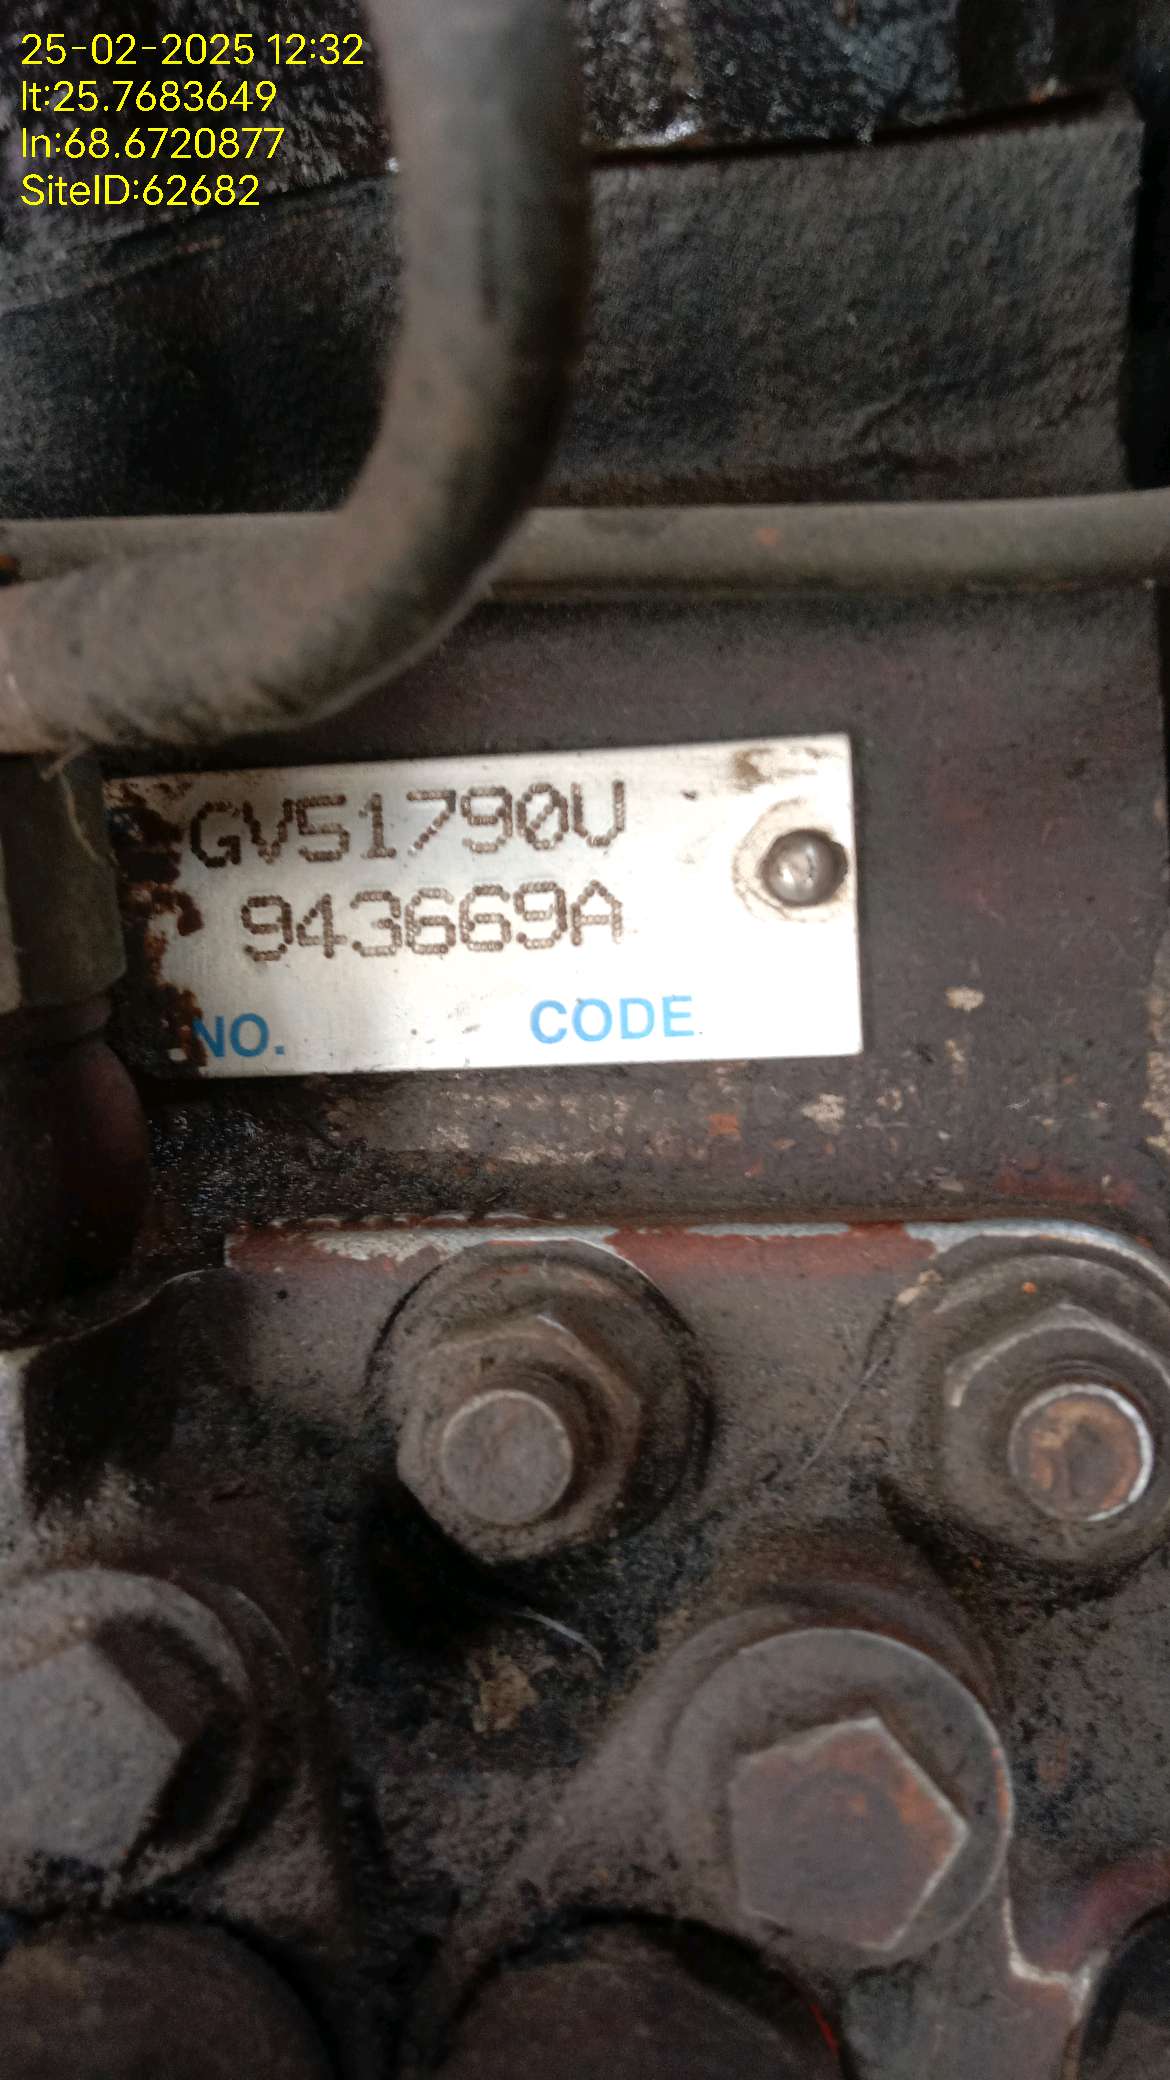 25-02-2025 12:32
lt:25.7683649
ln:68.6720877
SiteID:62682
GV51790U
943669A
NO. CODE